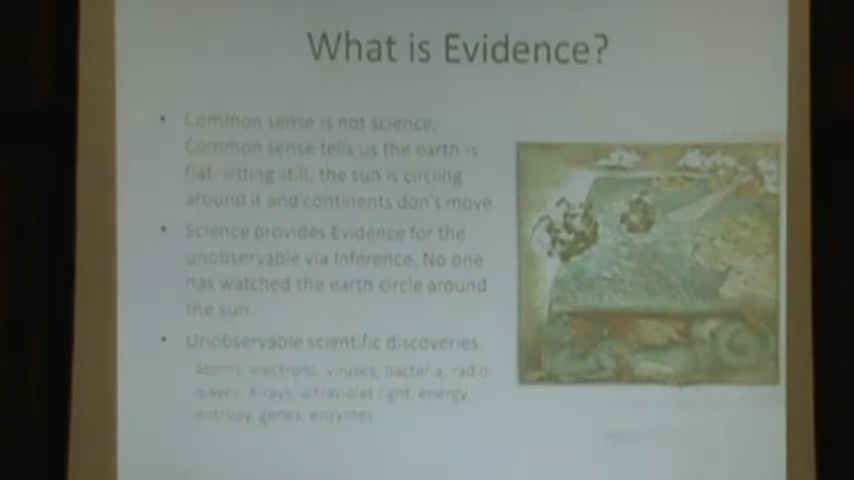 What is Evidence?
• Common sense is not science.
Common sense tells us the earth is
flat, sitting still, the sun is circling
around it and continents don't move
• Science provides Evidence for the
unobservable via Inference. No one
has watched the earth circle around
the sun.
• Unobservable scientific discoveries
Atoms, electrons, viruses, bacteria, radio
waves, X-rays, ultraviolet light, energy,
entropy, genes, enzymes